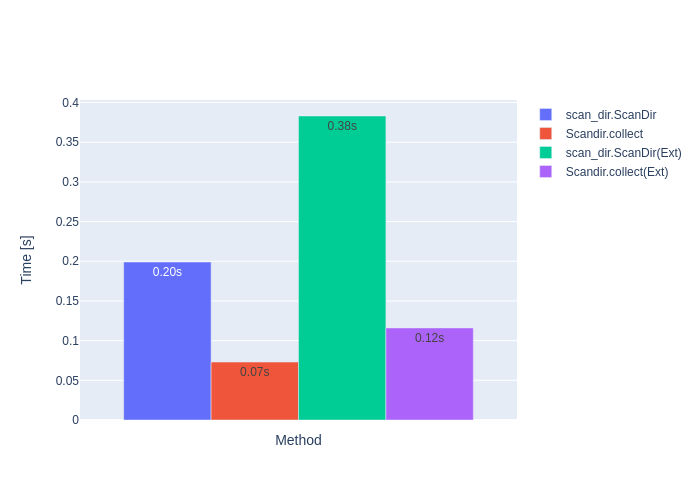 0.4
0.35
0.3
0.25
0.2
0.15
0.1
0.05
0
Time [s]
0.20s
0.07s
0.38s
0.12s
Method
scan_dir.ScanDir
Scandir.collect
scan_dir.ScanDir(Ext)
Scandir.collect(Ext)